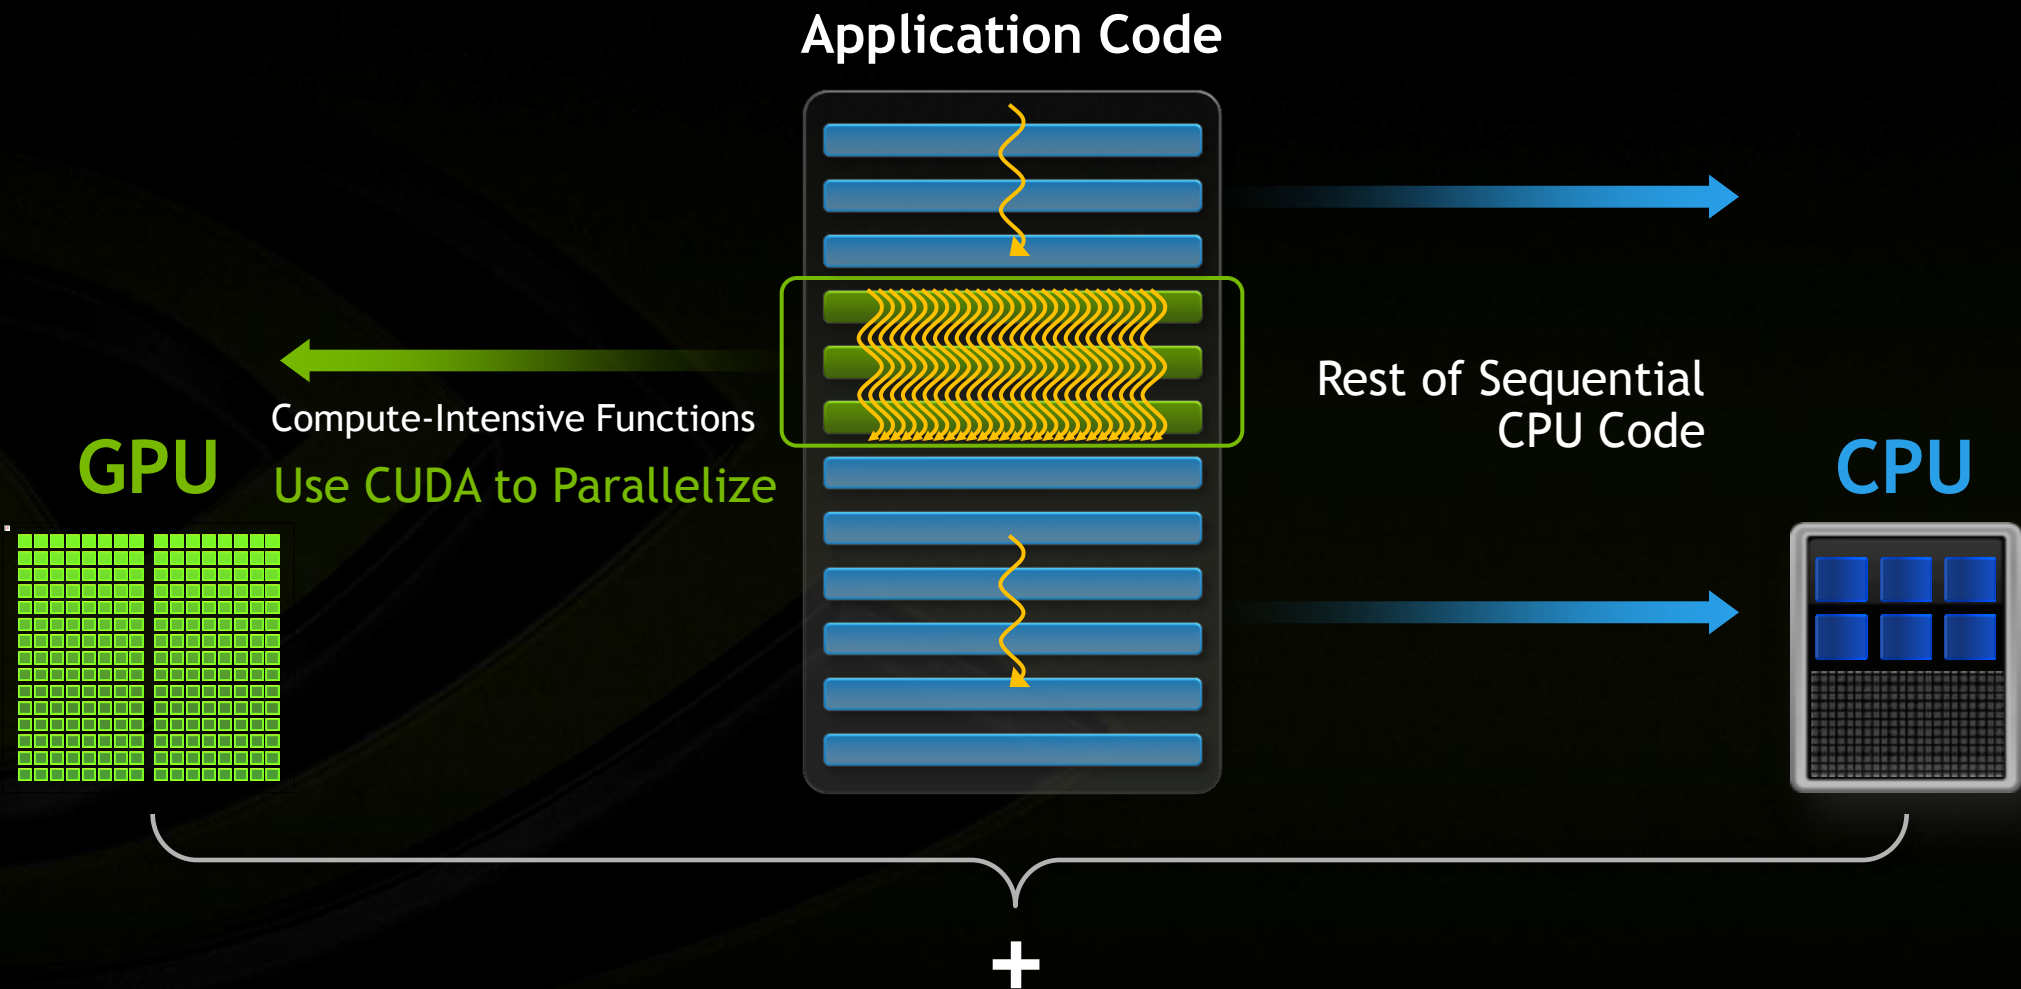 Application Code
Compute-Intensive Functions
Use CUDA to Parallelize
GPU
Rest of Sequential
CPU Code
CPU
+